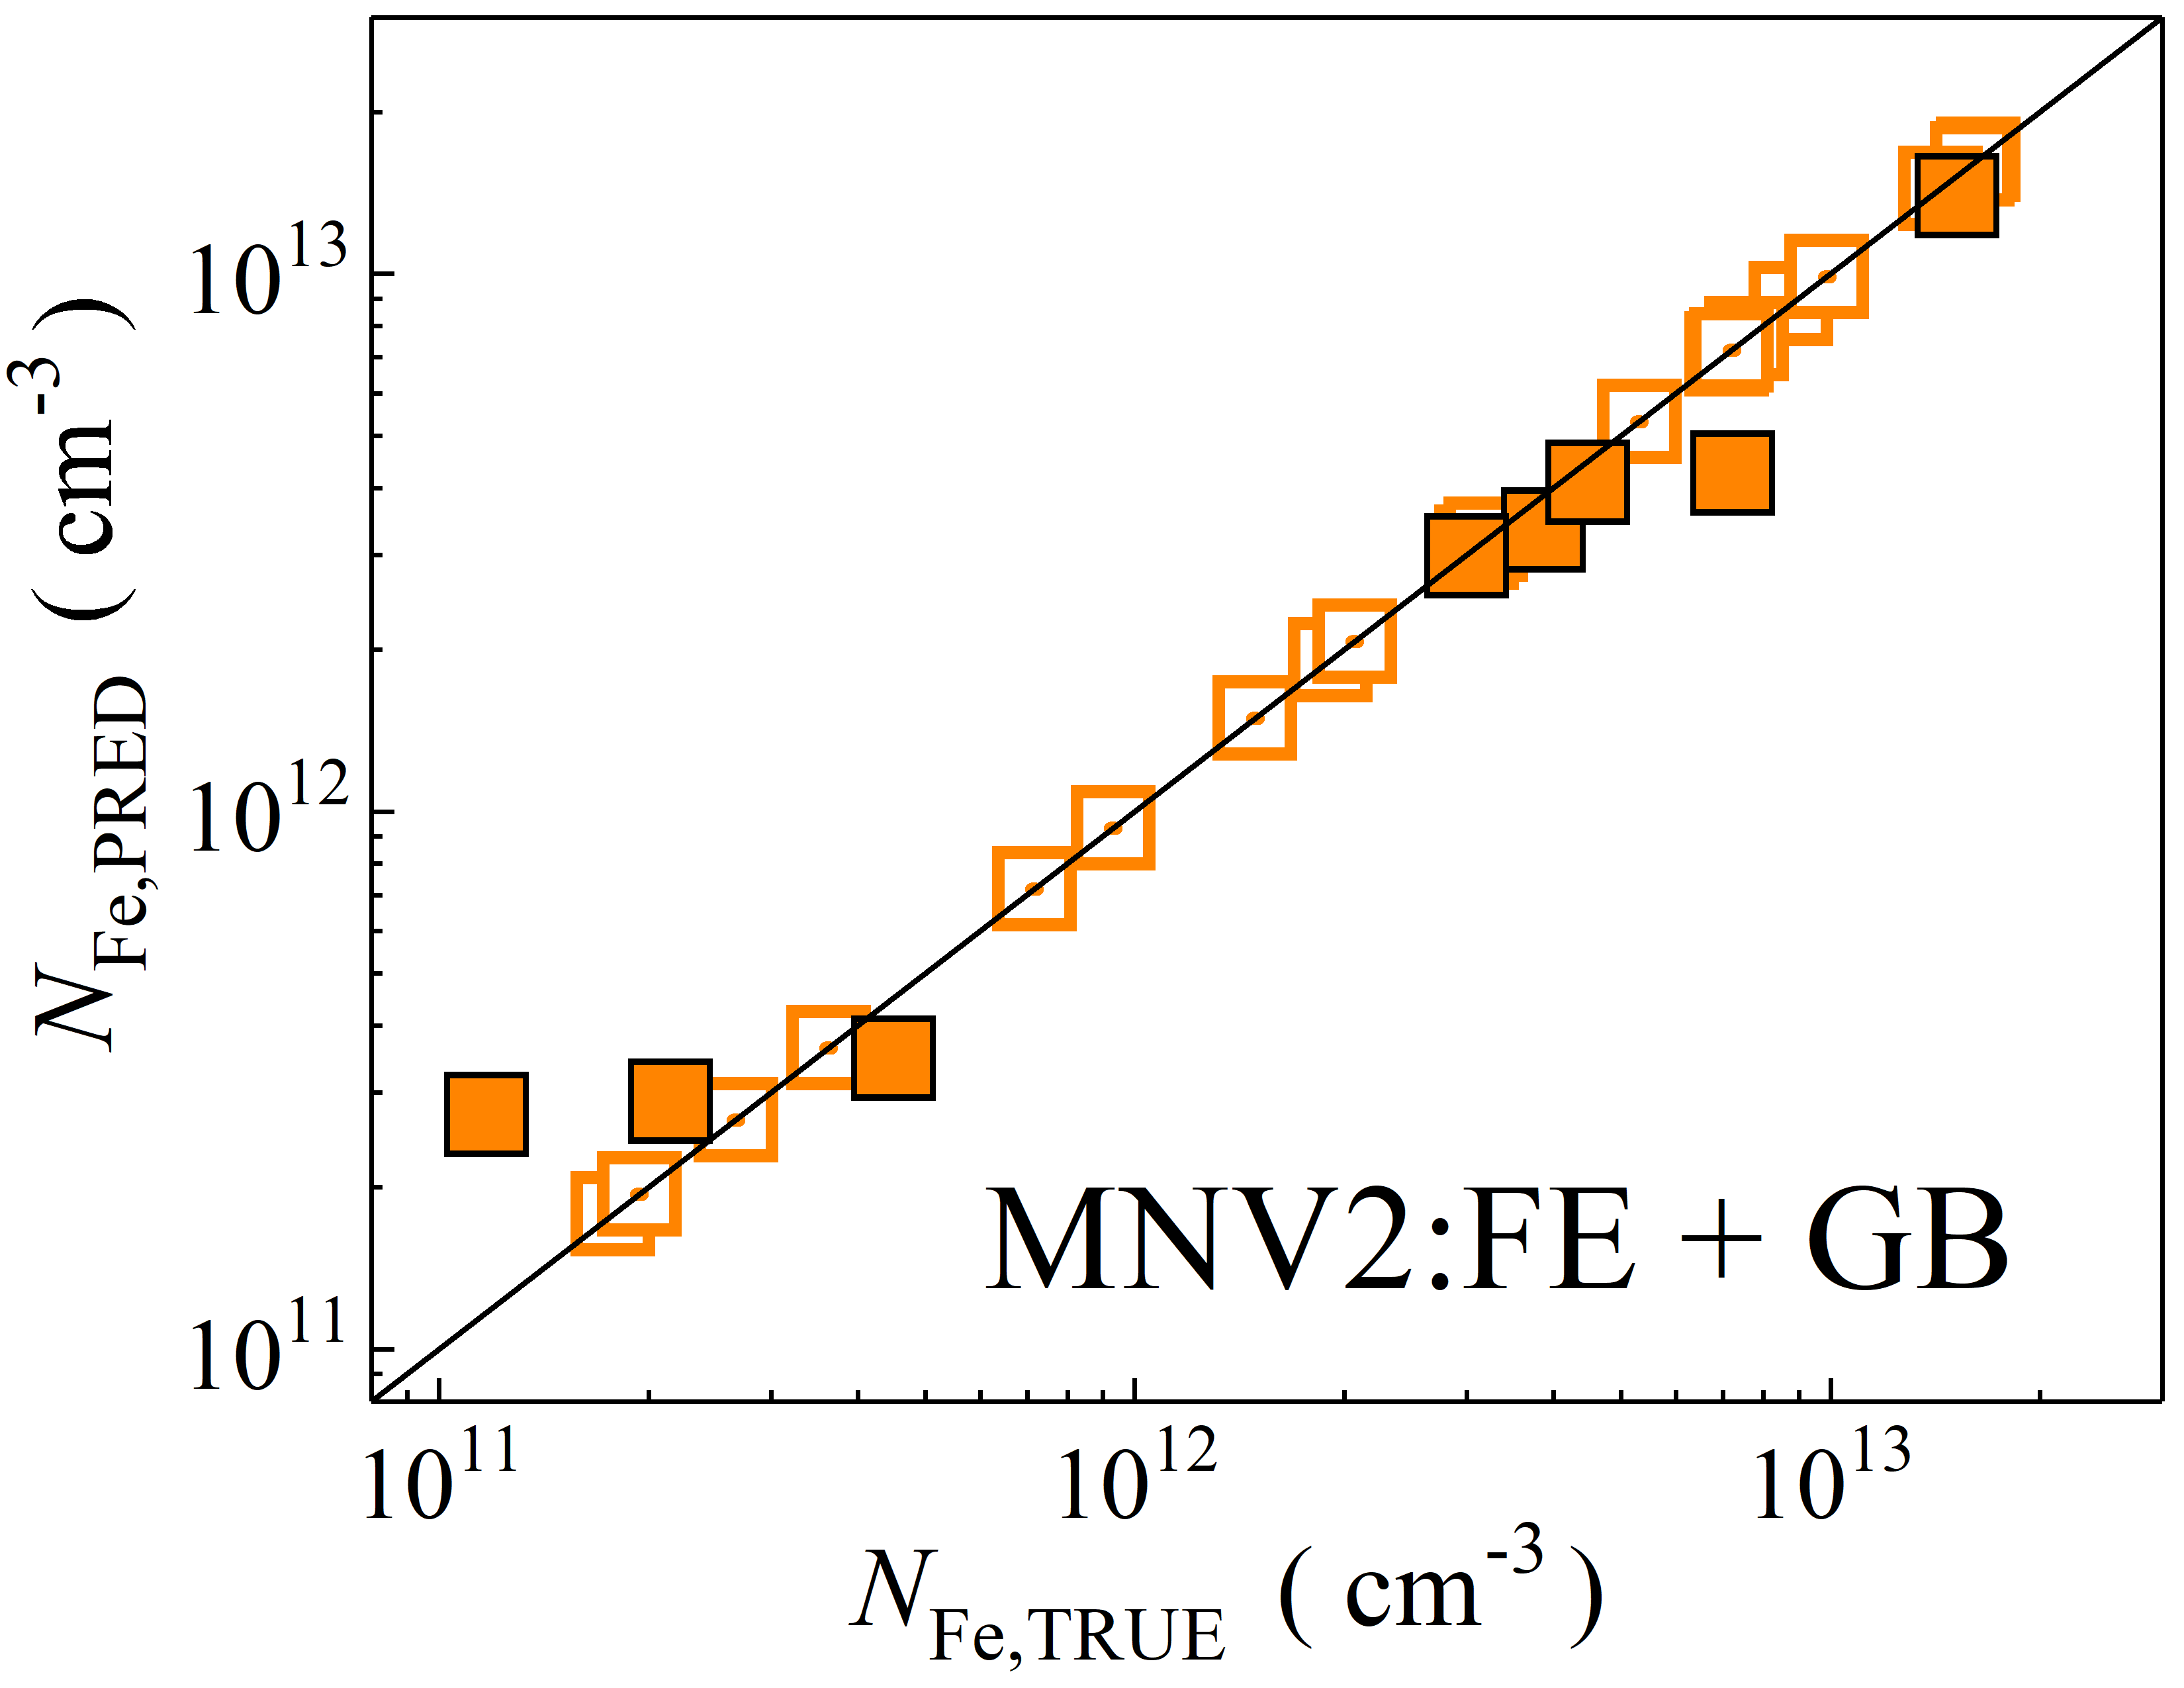 N_Fe,PRED ( cm^-3 )
10^13
10^12
10^11
MNV2:FE + GB
10^11 10^12 10^13
N_Fe,TRUE ( cm^-3 )